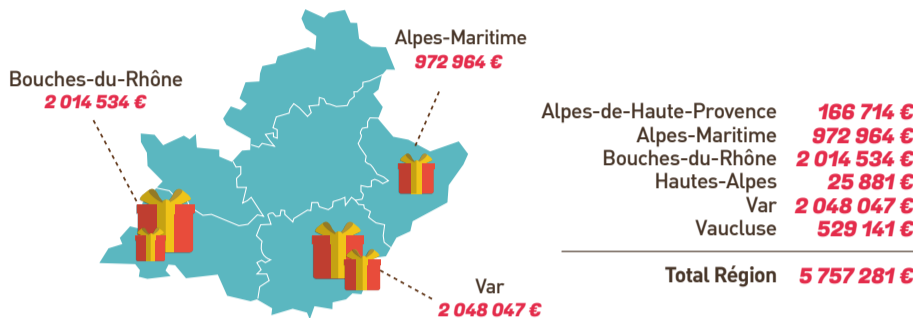 Alpes-Maritime
972 964 €
Bouches-du-Rhône
2 014 534 €
Var
2 048 047 €
Alpes-de-Haute-Provence 166 714 €
Alpes-Maritime 972 964 €
Bouches-du-Rhône 2 014 534 €
Hautes-Alpes 25 881 €
Var 2 048 047 €
Vaucluse 529 141 €
Total Région 5 757 281 €